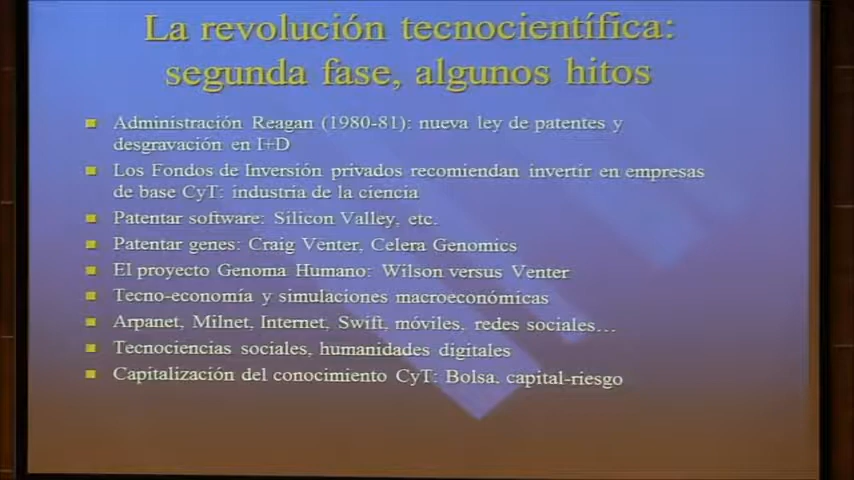 La revolución tecnocientífica:
segunda fase, algunos hitos
Administración Reagan (1980-81): nueva ley de patentes y
desgravación en I+D
Los Fondos de Inversión privados recomiendan invertir en empresas
de base CyT: industria de la ciencia
Patentar software: Silicon Valley, etc.
Patentar genes: Craig Venter, Celera Genomics
El proyecto Genoma Humano: Wilson versus Venter
Tecno-economía y simulaciones macroeconómicas
Arpanet, Milnet, Internet, Swift, móviles, redes sociales…
Tecnociencias sociales, humanidades digitales
Capitalización del conocimiento CyT: Bolsa, capital-riesgo